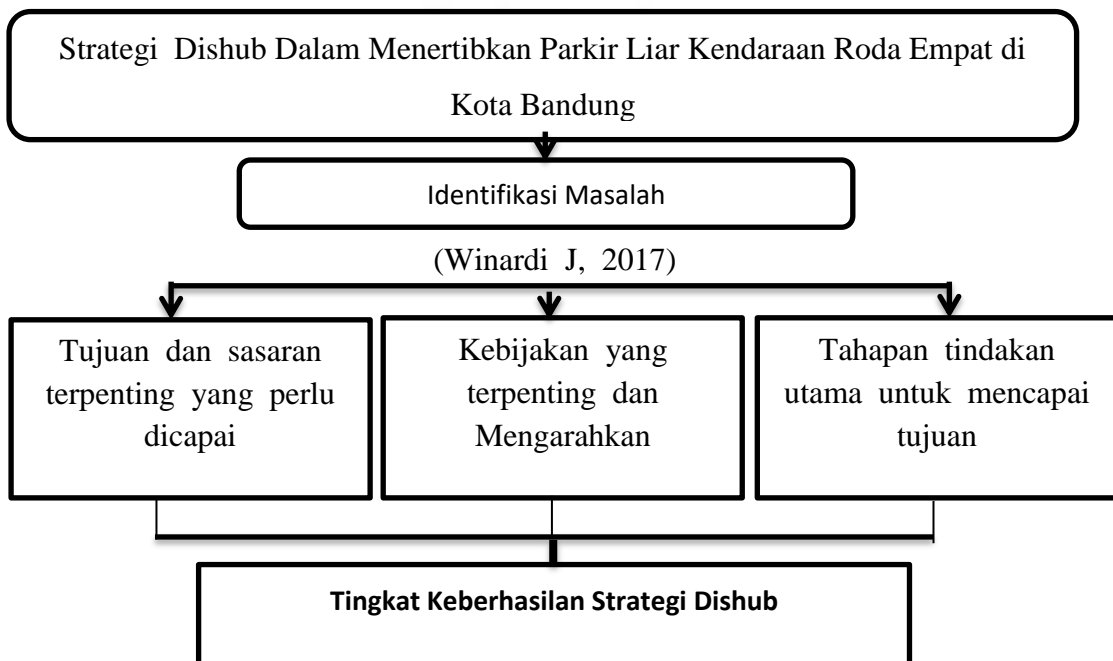 Strategi Dishub Dalam Menertibkan Parkir Liar Kendaraan Roda Empat di
Kota Bandung
Identifikasi Masalah
(Winardi J, 2017)
Tujuan dan sasaran
terpenting yang perlu
dicapai
Kebijakan yang
terpenting dan
Mengarahkan
Tahapan tindakan
utama untuk mencapai
tujuan
Tingkat Keberhasilan Strategi Dishub